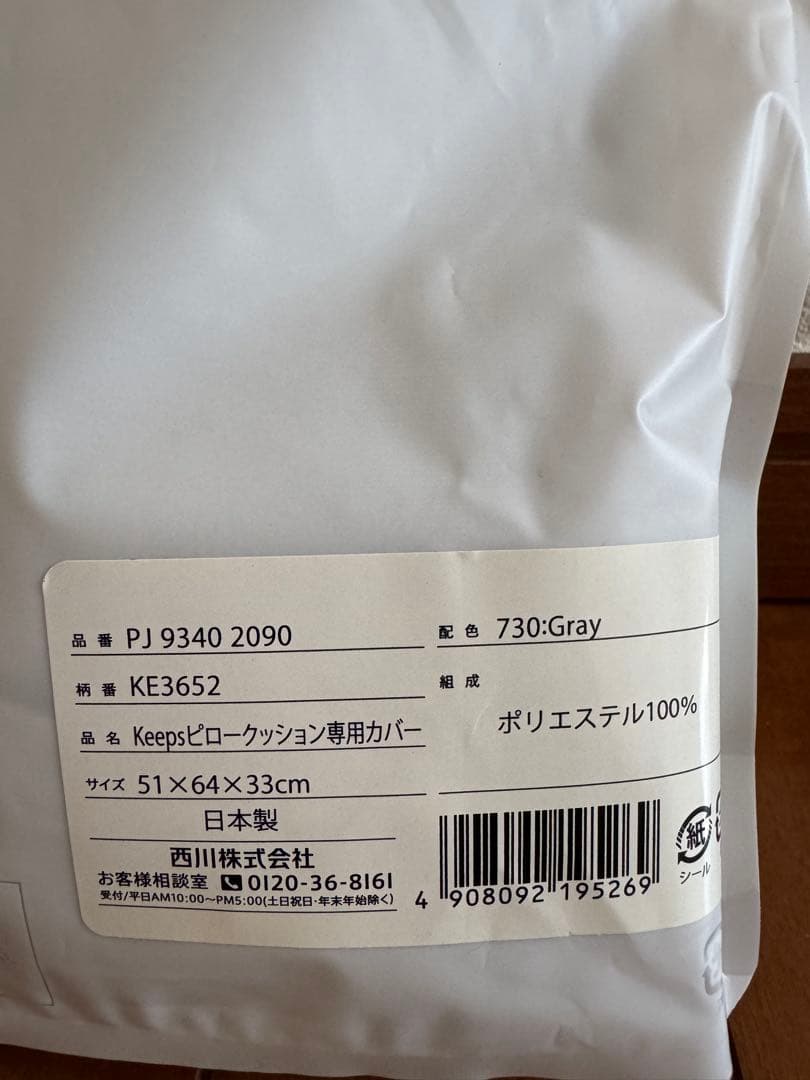 品番 PJ 9340 2090
柄番 KE3652
品名 Keepsピロークッション専用カバー
サイズ 51×64×33cm
日本製
西川株式会社
お客様相談室 0120-36-8161
受付/平日AM10:00〜PM5:00(土日祝日・年末年始除く)
配色 730:Gray
組成
ポリエステル100%
4 908092 195269
紙
シール